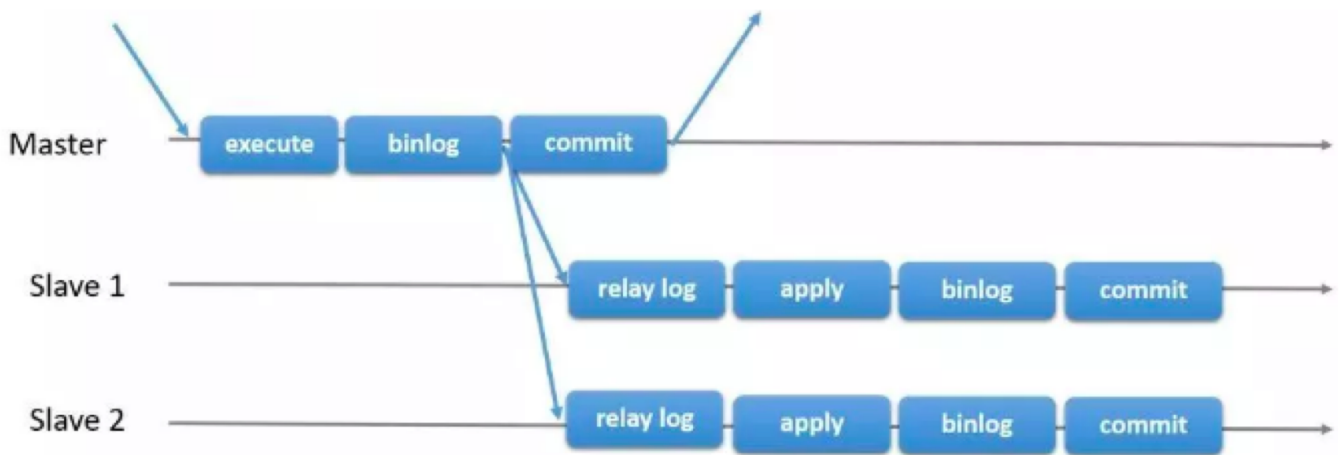 Master execute binlog commit
Slave 1 relay log apply binlog commit
Slave 2 relay log apply binlog commit